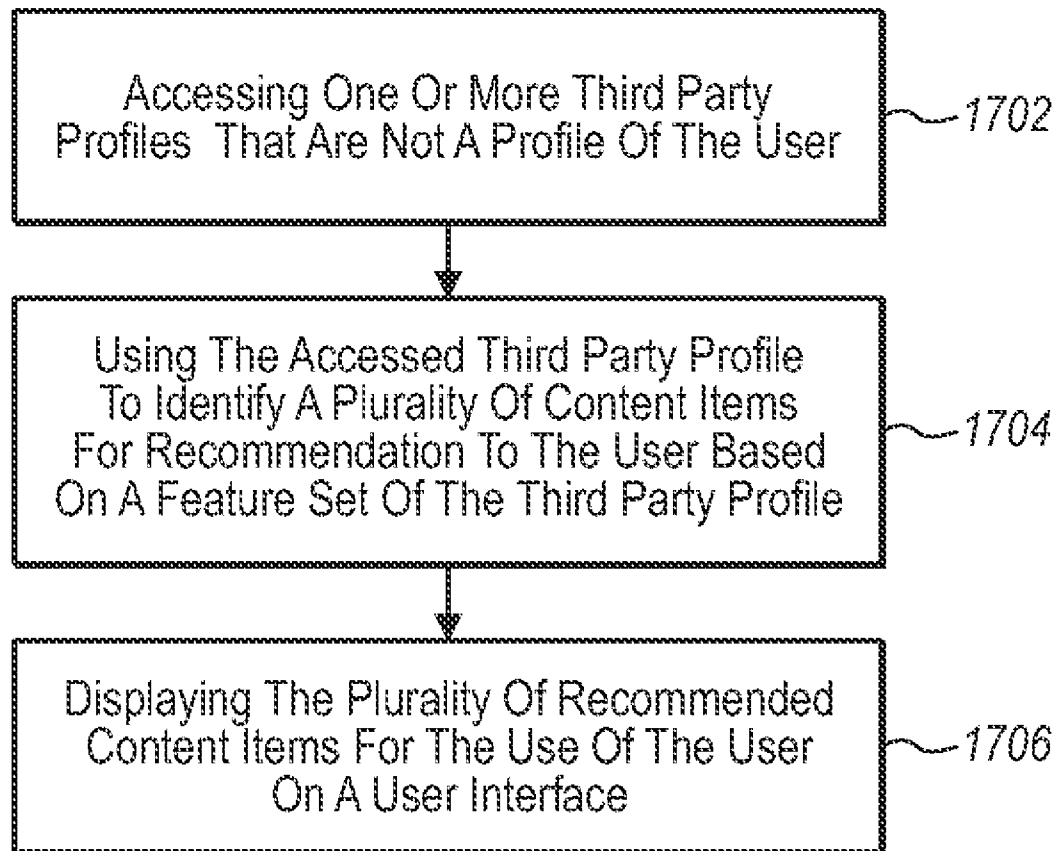 Accessing One Or More Third Party
Profiles That Are Not A Profile Of The User
1702
Using The Accessed Third Party Profile
To Identify A Plurality Of Content Items
For Recommendation To The User Based
On A Feature Set Of The Third Party Profile
1704
Displaying The Plurality Of Recommended
Content Items For The Use Of The User
On A User Interface
1706